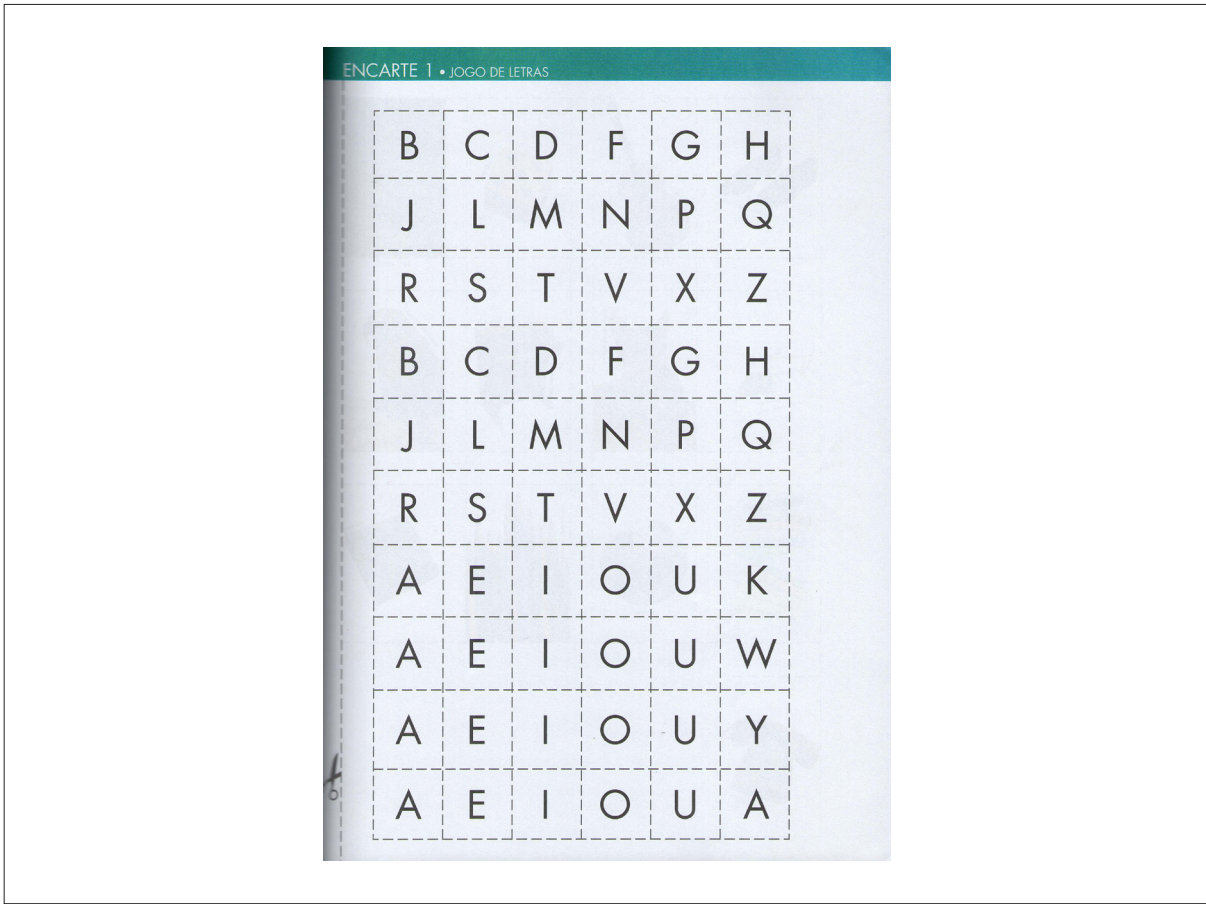 ENCARTE 1 • JOGO DE LETRAS
B C D F G H
J L M N P Q
R S T V X Z
B C D F G H
J L M N P Q
R S T V X Z
A E I O U K
A E I O U W
A E I O U Y
A E I O U A